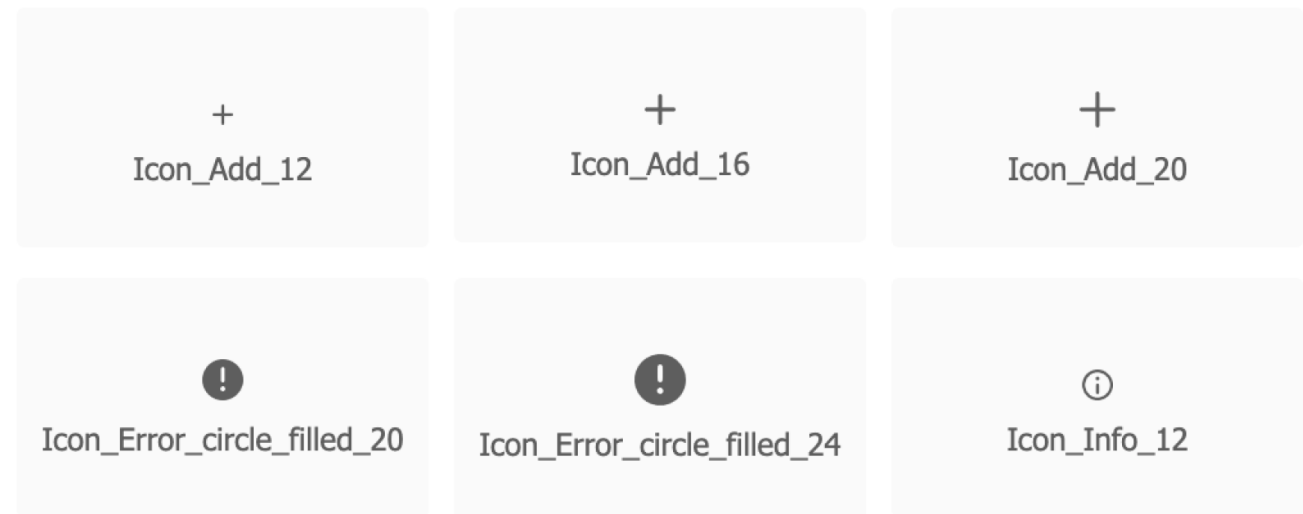 Icon_Add_12
Icon_Add_16
Icon_Add_20
Icon_Error_circle_filled_20
Icon_Error_circle_filled_24
Icon_Info_12